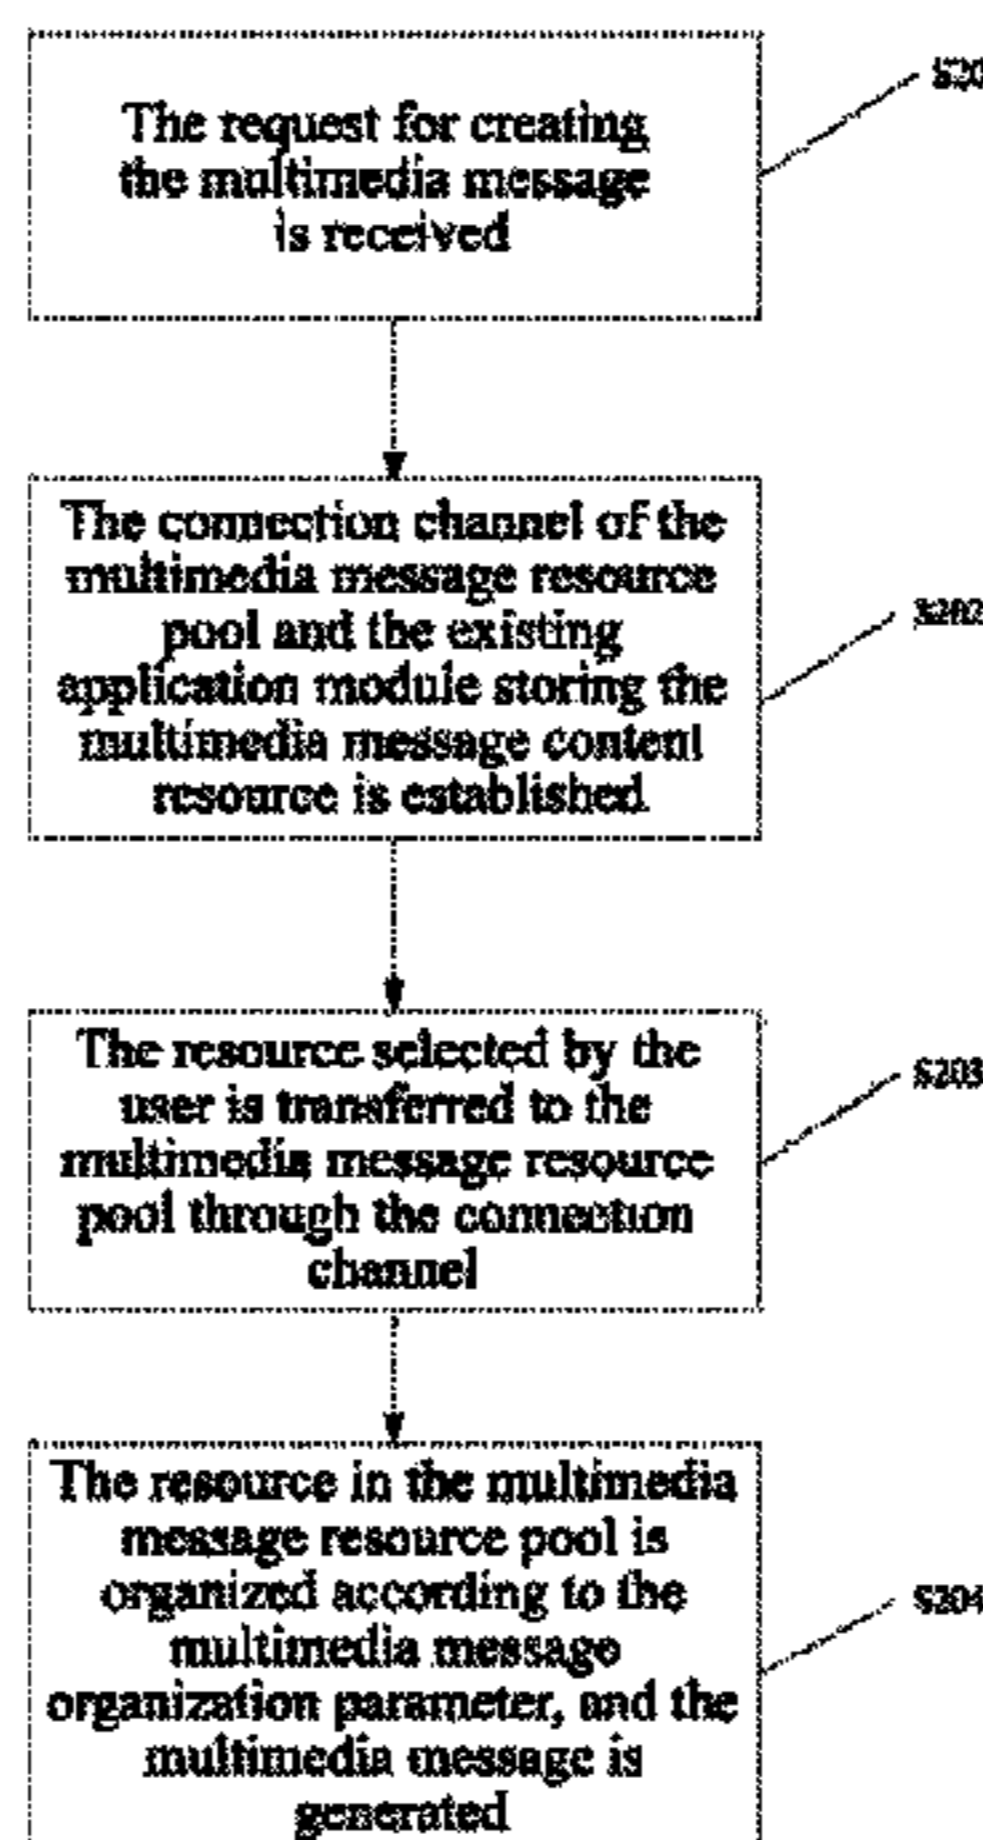 The request for creating
the multimedia message
is received
S20
The connection channel of the
multimedia message resource
pool and the existing
application module storing the
multimedia message content
resource is established
S202
The resource selected by the
user is transferred to the
multimedia message resource
pool through the connection
channel
S203
The resource in the multimedia
message resource pool is
organized according to the
multimedia message
organization parameter, and the
multimedia message is
generated
S204